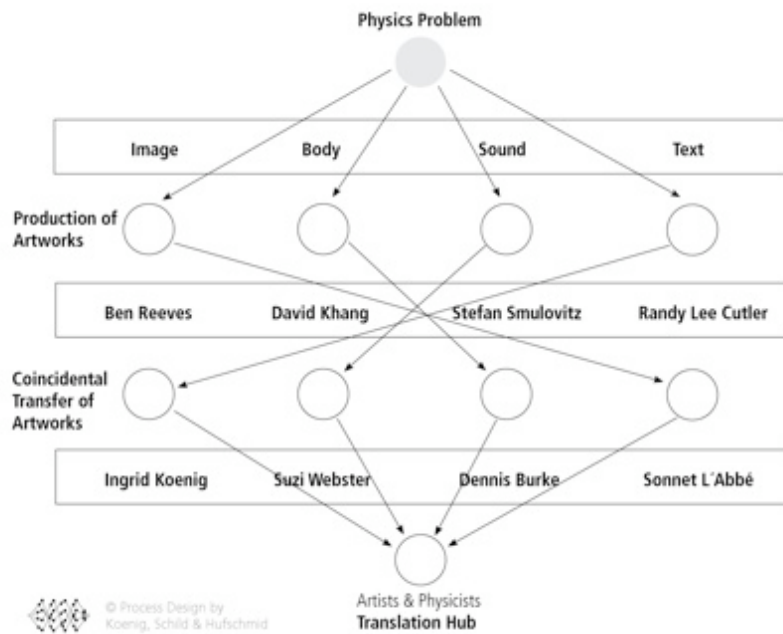 Physics Problem
Image Body Sound Text
Production of
Artworks
Ben Reeves David Khang Stefan Smulovitz Randy Lee Cutler
Coincidental
Transfer of
Artworks
Ingrid Koenig Suzi Webster Dennis Burke Sonnet L´Abbé
Artists & Physicists
Translation Hub
© Process Design by
Koenig, Schild & Hufschmid